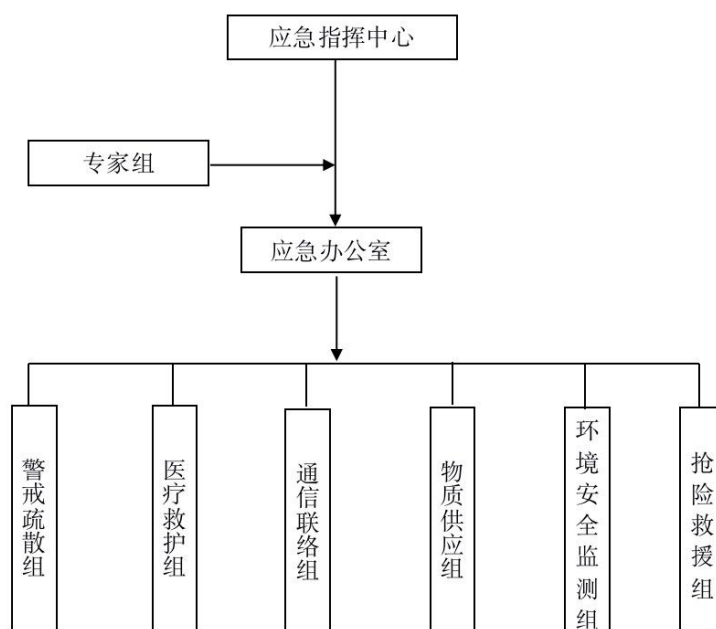 应急指挥中心
专家组
应急办公室
警戒疏散组
医疗救护组
通信联络组
物质供应组
环境安全监测组
抢险救援组